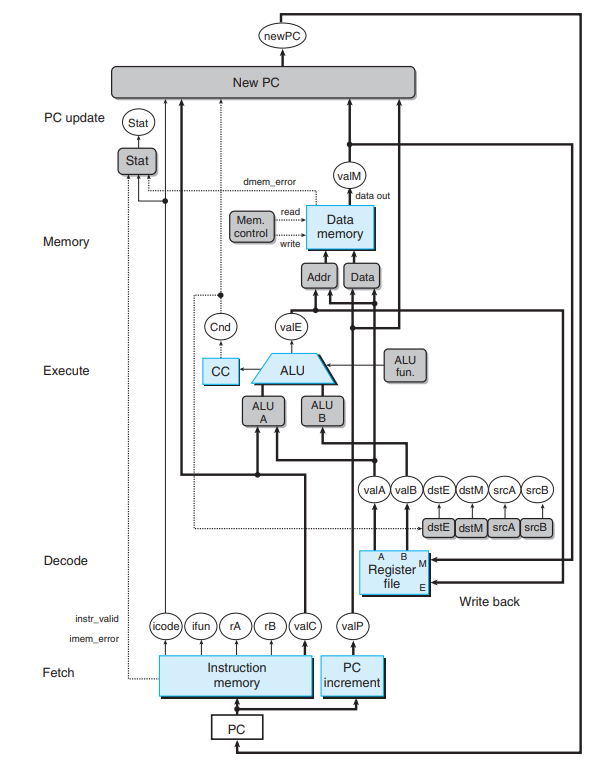 newPC
New PC
PC update
Stat
Stat
valM
dmem_error
data out
read
Mem.
control
write
Data
memory
Memory
Addr
Data
Cnd
valE
CC
ALU
ALU
fun.
Execute
ALU
A
ALU
B
valA
valB
dstE
dstM
srcA
srcB
dstE
dstM
srcA
srcB
Decode
A
B
M
Register
file
E
Write back
instr_valid
imem_error
icode
ifun
rA
rB
valC
valP
Fetch
Instruction
memory
PC
increment
PC